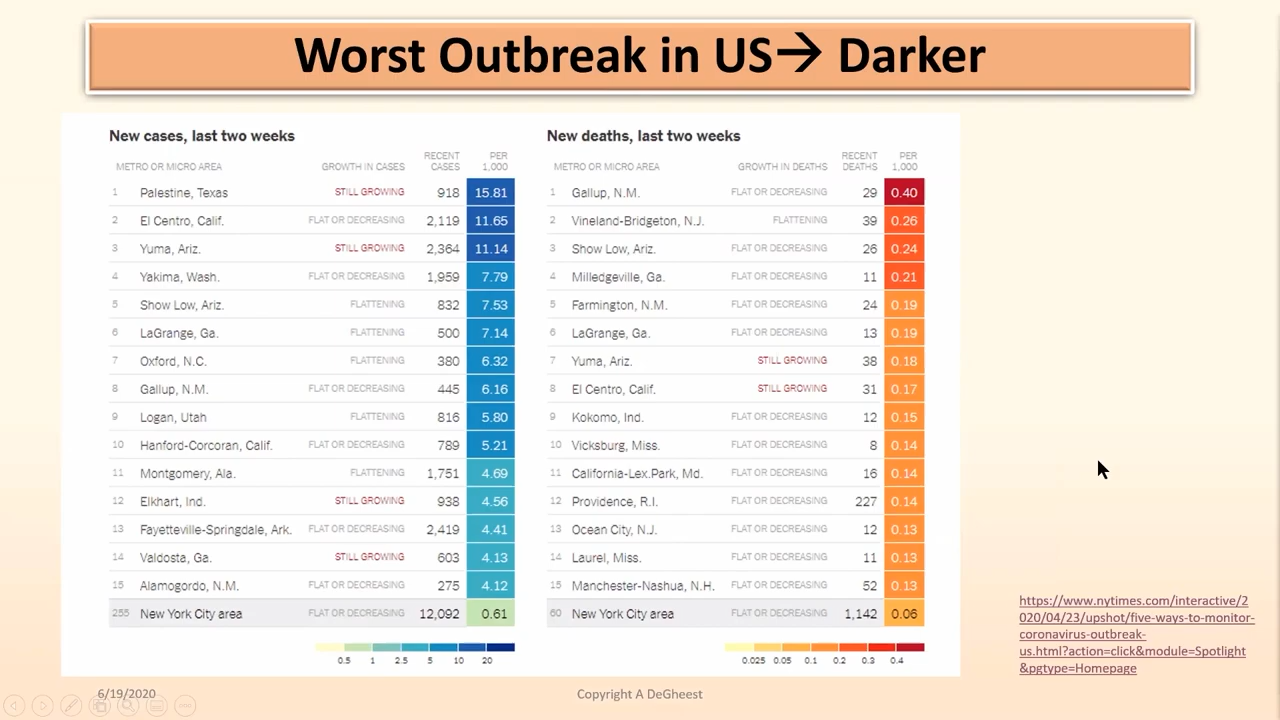 Worst Outbreak in US→ Darker
New cases, last two weeks
METRO OR MICRO AREA GROWTH IN CASES RECENT CASES PER 1,000
1 Palestine, Texas STILL GROWING 918 15.81
2 El Centro, Calif. FLAT OR DECREASING 2,119 11.65
3 Yuma, Ariz. STILL GROWING 2,364 11.14
4 Yakima, Wash. FLAT OR DECREASING 1,959 7.79
5 Show Low, Ariz. FLATTENING 832 7.53
6 LaGrange, Ga. FLATTENING 500 7.14
7 Oxford, N.C. FLATTENING 380 6.32
8 Gallup, N.M. FLAT OR DECREASING 445 6.16
9 Logan, Utah FLATTENING 816 5.80
10 Hanford-Corcoran, Calif. FLAT OR DECREASING 789 5.21
11 Montgomery, Ala. FLATTENING 1,751 4.69
12 Elkhart, Ind. STILL GROWING 938 4.56
13 Fayetteville-Springdale, Ark. FLAT OR DECREASING 2,419 4.41
14 Valdosta, Ga. STILL GROWING 603 4.13
15 Alamogordo, N.M. FLAT OR DECREASING 275 4.12
255 New York City area FLAT OR DECREASING 12,092 0.61
0.5 1 2.5 5 10 20
New deaths, last two weeks
METRO OR MICRO AREA GROWTH IN DEATHS RECENT DEATHS PER 1,000
1 Gallup, N.M. FLAT OR DECREASING 29 0.40
2 Vineland-Bridgeton, N.J. FLATTENING 39 0.26
3 Show Low, Ariz. FLAT OR DECREASING 26 0.24
4 Milledgeville, Ga. FLAT OR DECREASING 11 0.21
5 Farmington, N.M. FLAT OR DECREASING 24 0.19
6 LaGrange, Ga. FLAT OR DECREASING 13 0.19
7 Yuma, Ariz. STILL GROWING 38 0.18
8 El Centro, Calif. STILL GROWING 31 0.17
9 Kokomo, Ind. FLAT OR DECREASING 12 0.15
10 Vicksburg, Miss. FLAT OR DECREASING 8 0.14
11 California-Lex.Park, Md. FLAT OR DECREASING 16 0.14
12 Providence, R.I. FLAT OR DECREASING 227 0.14
13 Ocean City, N.J. FLAT OR DECREASING 12 0.13
14 Laurel, Miss. FLAT OR DECREASING 11 0.13
15 Manchester-Nashua, N.H. FLAT OR DECREASING 52 0.13
60 New York City area FLAT OR DECREASING 1,142 0.06
0.025 0.05 0.1 0.2 0.3 0.4
https://www.nytimes.com/interactive/2
020/04/23/upshot/five-ways-to-monitor-
coronavirus-outbreak-
us.html?action=click&module=Spotlight
&pgtype=Homepage
6/19/2020
Copyright A DeGheest